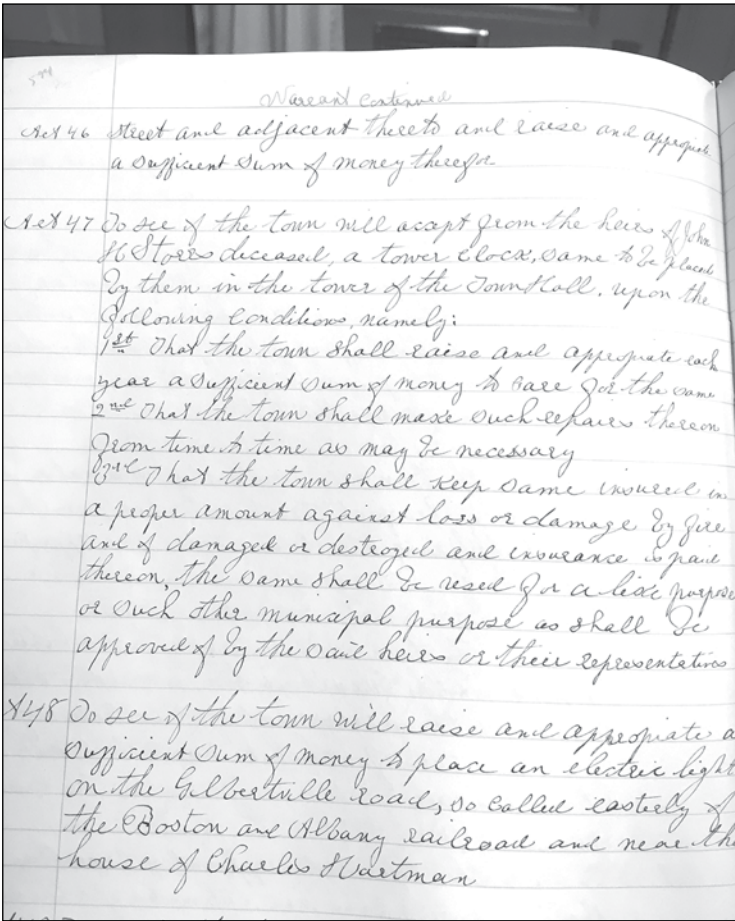 594
Warrant Continued
Art 46 Street and adjacent thereto and raise and appropiate
a sufficient sum of money therefor
Art 47 To see if the town will accept from the heirs of John
H Storrs deceased, a tower clock, same to be placed
by them in the tower of the Town Hall, upon the
following conditions, namely:
1st That the town shall raise and appropriate each
year a sufficient sum of money to care for the same
2nd That the town shall make such repairs thereon
from time to time as may be necessary
3rd That the town shall keep same insured in
a proper amount against loss or damage by fire
and if damaged or destroyed and insurance is paid
thereon, the same shall be used for a like purpose
or such other municipal purpose as shall be
approved of by the said heirs or their representatives
48 To see if the town will raise and appropiate a
sufficient sum of money to place an electric light
on the Gilbertville road, so called easterly of
the Boston and Albany railroad and near the
house of Charles Hartman